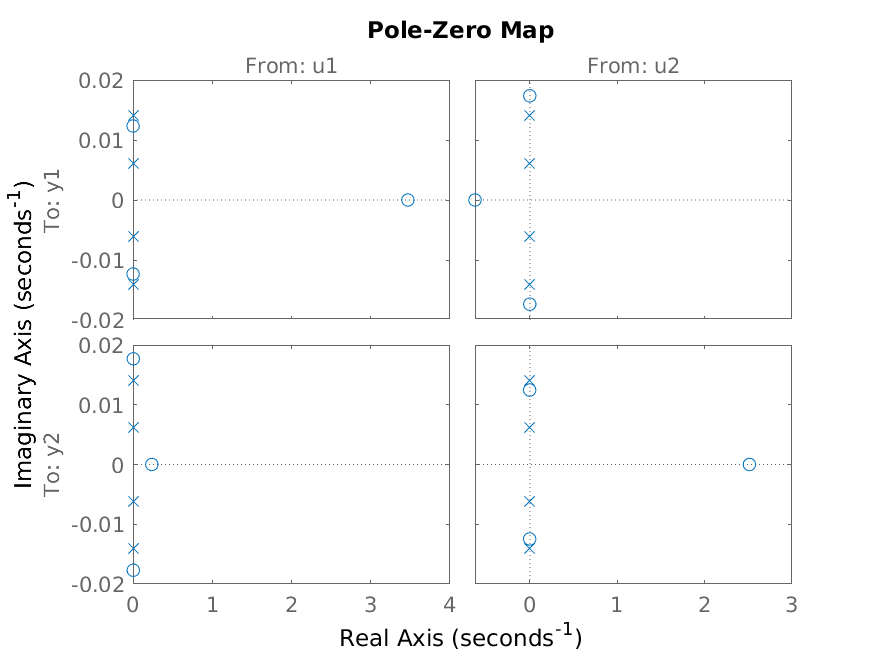 Pole-Zero Map
From: u1
From: u2
To: y1
0.02
0.01
0
-0.01
-0.02
To: y2
0.02
0.01
0
-0.01
-0.02
Imaginary Axis (seconds⁻¹)
0 1 2 3 4
0 1 2 3
Real Axis (seconds⁻¹)